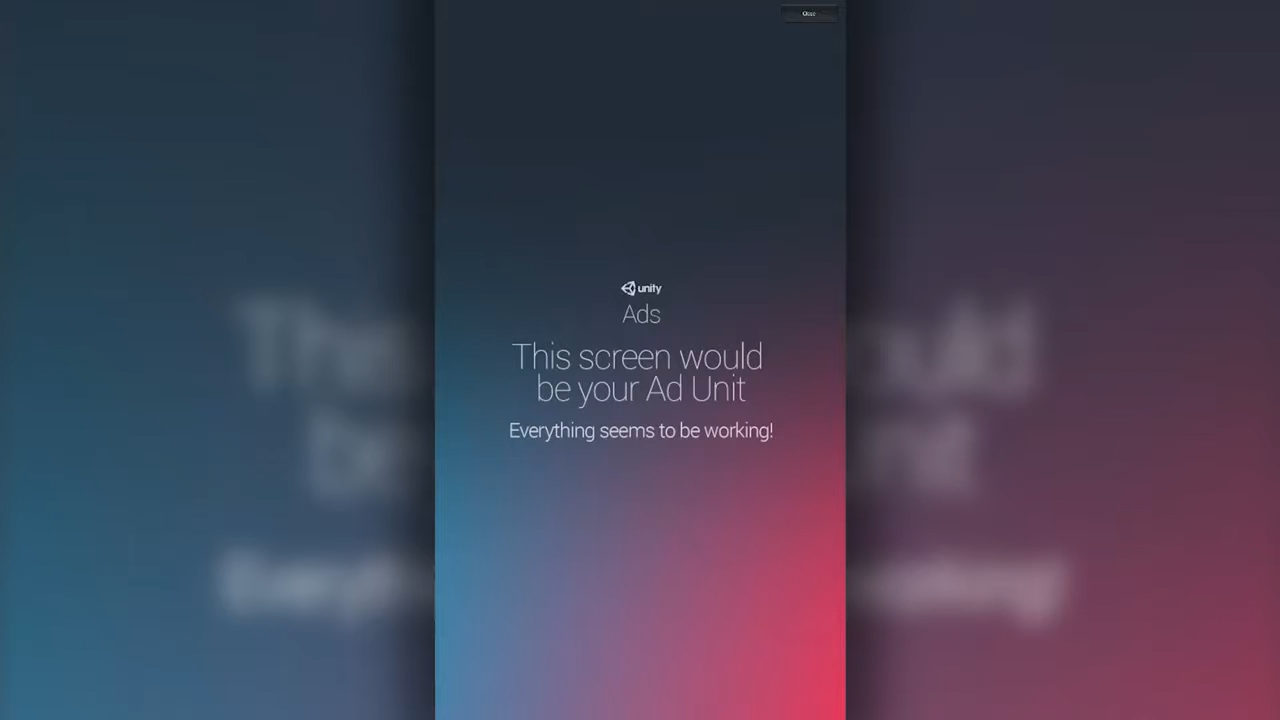 unity
Ads
This screen would
be your Ad Unit
Everything seems to be working!